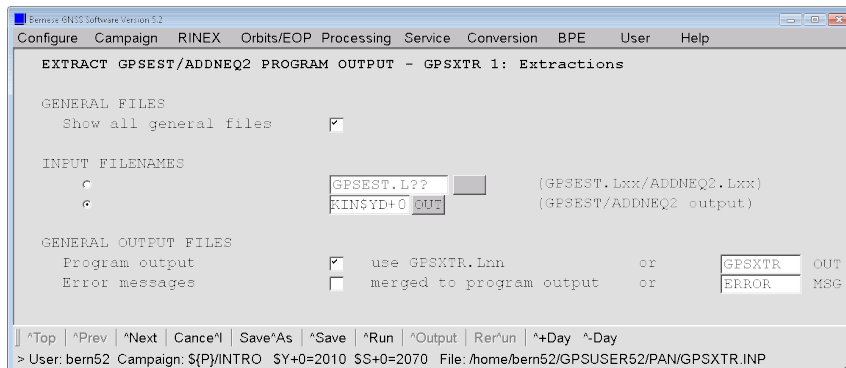 Bernese GNSS Software Version 5.2
Configure Campaign RINEX Orbits/EOP Processing Service Conversion BPE User Help
EXTRACT GPSEST/ADDNEQ2 PROGRAM OUTPUT - GPSXTR 1: Extractions
GENERAL FILES
Show all general files
INPUT FILENAMES
GPSEST.L?? (GPSEST.Lxx/ADDNEQ2.Lxx)
KIN$YD+0 OUT (GPSEST/ADDNEQ2 output)
GENERAL OUTPUT FILES
Program output use GPSXTR.Lnn or GPSXTR OUT
Error messages merged to program output or ERROR MSG
^Top | ^Prev | ^Next | Cance^l | Save^As | ^Save | ^Run | ^Output | Rer^un | ^+Day ^-Day
> User: bern52 Campaign: ${P}/INTRO $Y+0=2010 $S+0=2070 File: /home/bern52/GPSUSER52/PAN/GPSXTR.INP